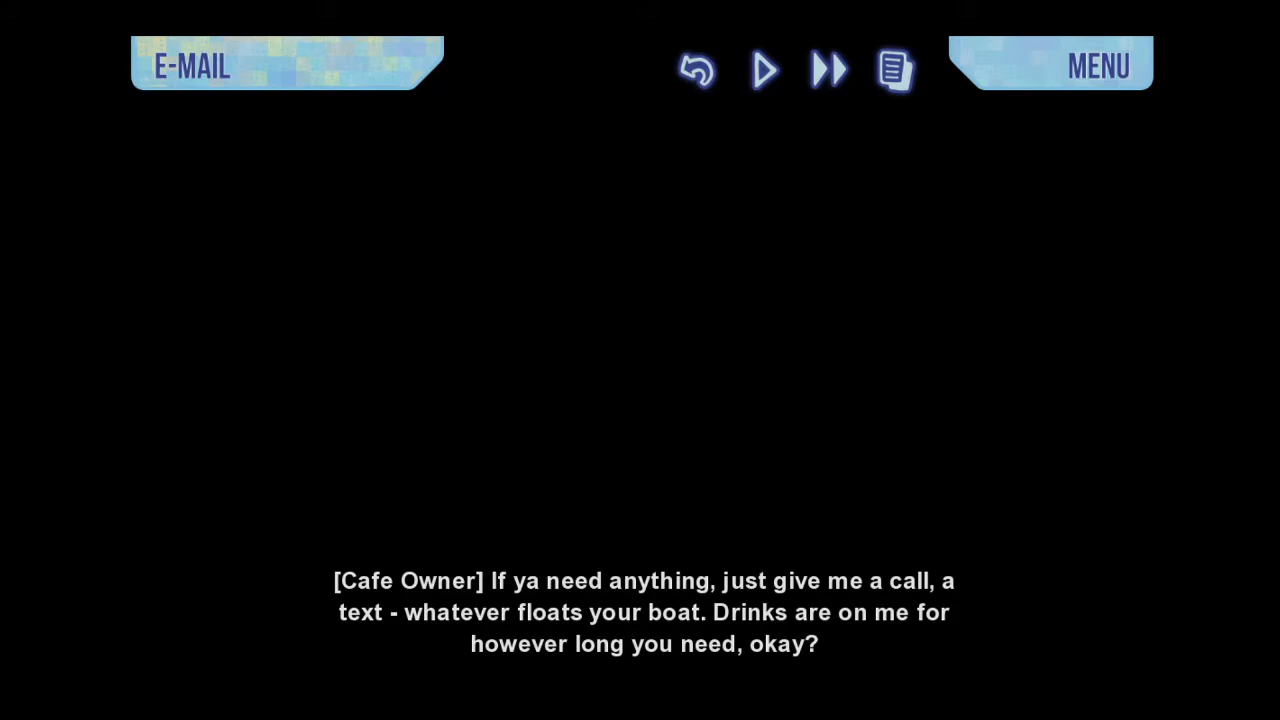 E-MAIL
MENU
[Cafe Owner] If ya need anything, just give me a call, a
text - whatever floats your boat. Drinks are on me for
however long you need, okay?